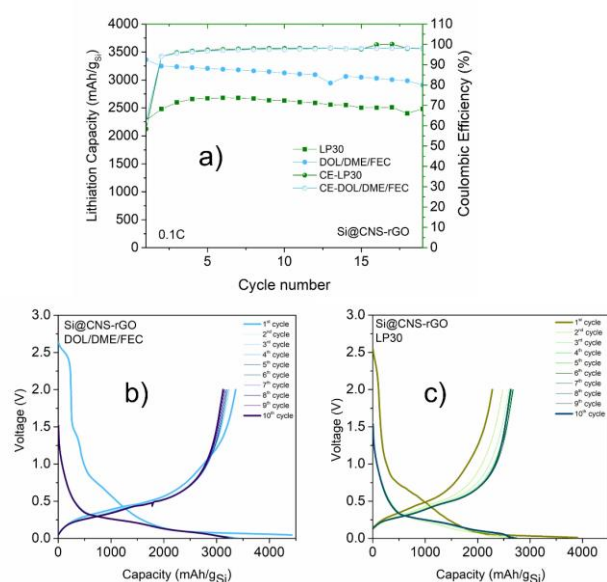 4000
3500
3000
2500
2000
1500
1000
500
0
Lithiation Capacity (mAh/gSi)
100
90
80
70
60
50
40
30
20
10
0
Coulombic Efficiency (%)
a)
LP30
DOL/DME/FEC
CE-LP30
CE-DOL/DME/FEC
0.1C
Si@CNS-rGO
5 10 15
Cycle number
Si@CNS-rGO
DOL/DME/FEC
b)
1st cycle
2nd cycle
3rd cycle
4th cycle
5th cycle
6th cycle
7th cycle
8th cycle
9th cycle
10th cycle
3.0
2.5
2.0
1.5
1.0
0.5
0.0
Voltage (V)
0 1000 2000 3000 4000
Capacity (mAh/gSi)
Si@CNS-rGO
LP30
c)
1st cycle
2nd cycle
3rd cycle
4th cycle
5th cycle
6th cycle
7th cycle
8th cycle
9th cycle
10th cycle
3.0
2.5
2.0
1.5
1.0
0.5
0.0
Voltage (V)
0 1000 2000 3000 4000
Capacity (mAh/gSi)